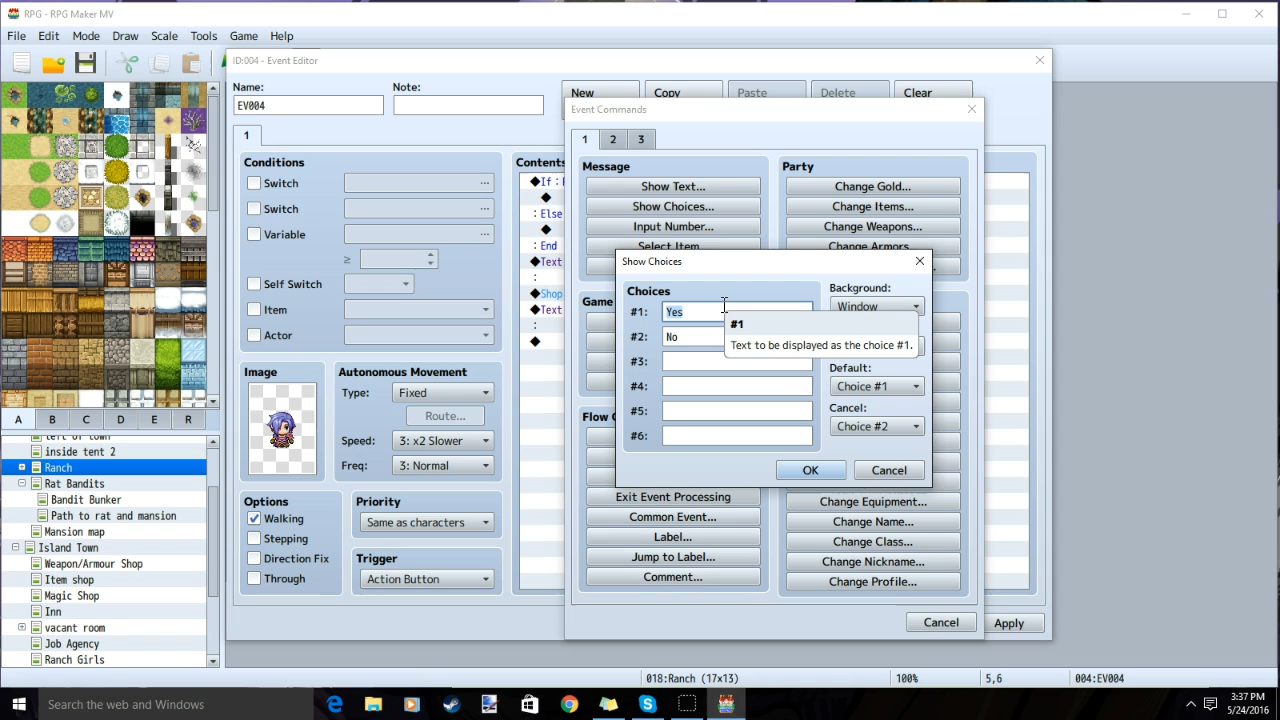 RPG - RPG Maker MV
File Edit Mode Draw Scale Tools Game Help
ID:004 - Event Editor
Name:
EV004
Note:
New
Copy
Paste
Delete
Clear
1
Conditions
Switch ...
Switch ...
Variable ...
≥
Self Switch
Item
Actor
Image
Autonomous Movement
Type: Fixed
Route...
Speed: 3: x2 Slower
Freq: 3: Normal
Options
Walking
Stepping
Direction Fix
Through
Priority
Same as characters
Trigger
Action Button
Contents
◆If :
◆
: Else
◆
: End
◆Text
:
◆Shop
◆Text
:
◆
Event Commands
1 2 3
Message
Show Text...
Show Choices...
Input Number...
Select Item
Party
Change Gold...
Change Items...
Change Weapons...
Change Armors
Game
Flow
Exit Event Processing
Common Event...
Label...
Jump to Label...
Comment...
Change Equipment...
Change Name...
Change Class...
Change Nickname...
Change Profile...
Cancel
Apply
Show Choices
Choices
#1: Yes
#2: No
#3:
#4:
#5:
#6:
#1
Text to be displayed as the choice #1.
Background:
Window
Default:
Choice #1
Cancel:
Choice #2
OK
Cancel
A B C D E R
left of town
inside tent 2
Ranch
Rat Bandits
Bandit Bunker
Path to rat and mansion
Mansion map
Island Town
Weapon/Armour Shop
Item shop
Magic Shop
Inn
vacant room
Job Agency
Ranch Girls
018:Ranch (17×13)
100%
5,6
004:EV004
Search the web and Windows
3:37 PM
5/24/2016